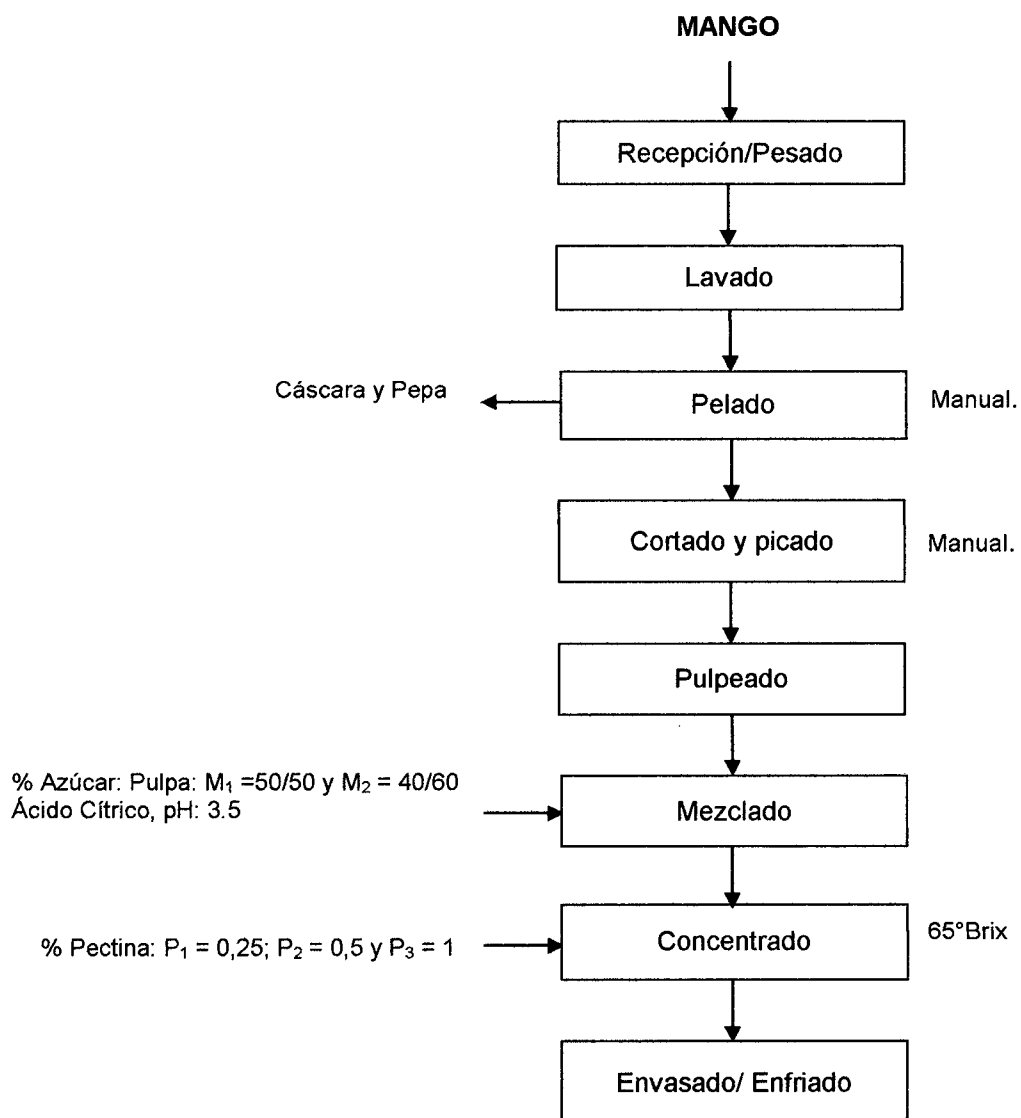 MANGO
Recepción/Pesado
Lavado
Cáscara y Pepa
Pelado
Manual.
Cortado y picado
Manual.
Pulpeado
% Azúcar: Pulpa: M₁ =50/50 y M₂ = 40/60
Ácido Cítrico, pH: 3.5
Mezclado
% Pectina: P₁ = 0,25; P₂ = 0,5 y P₃ = 1
Concentrado
65°Brix
Envasado/ Enfriado